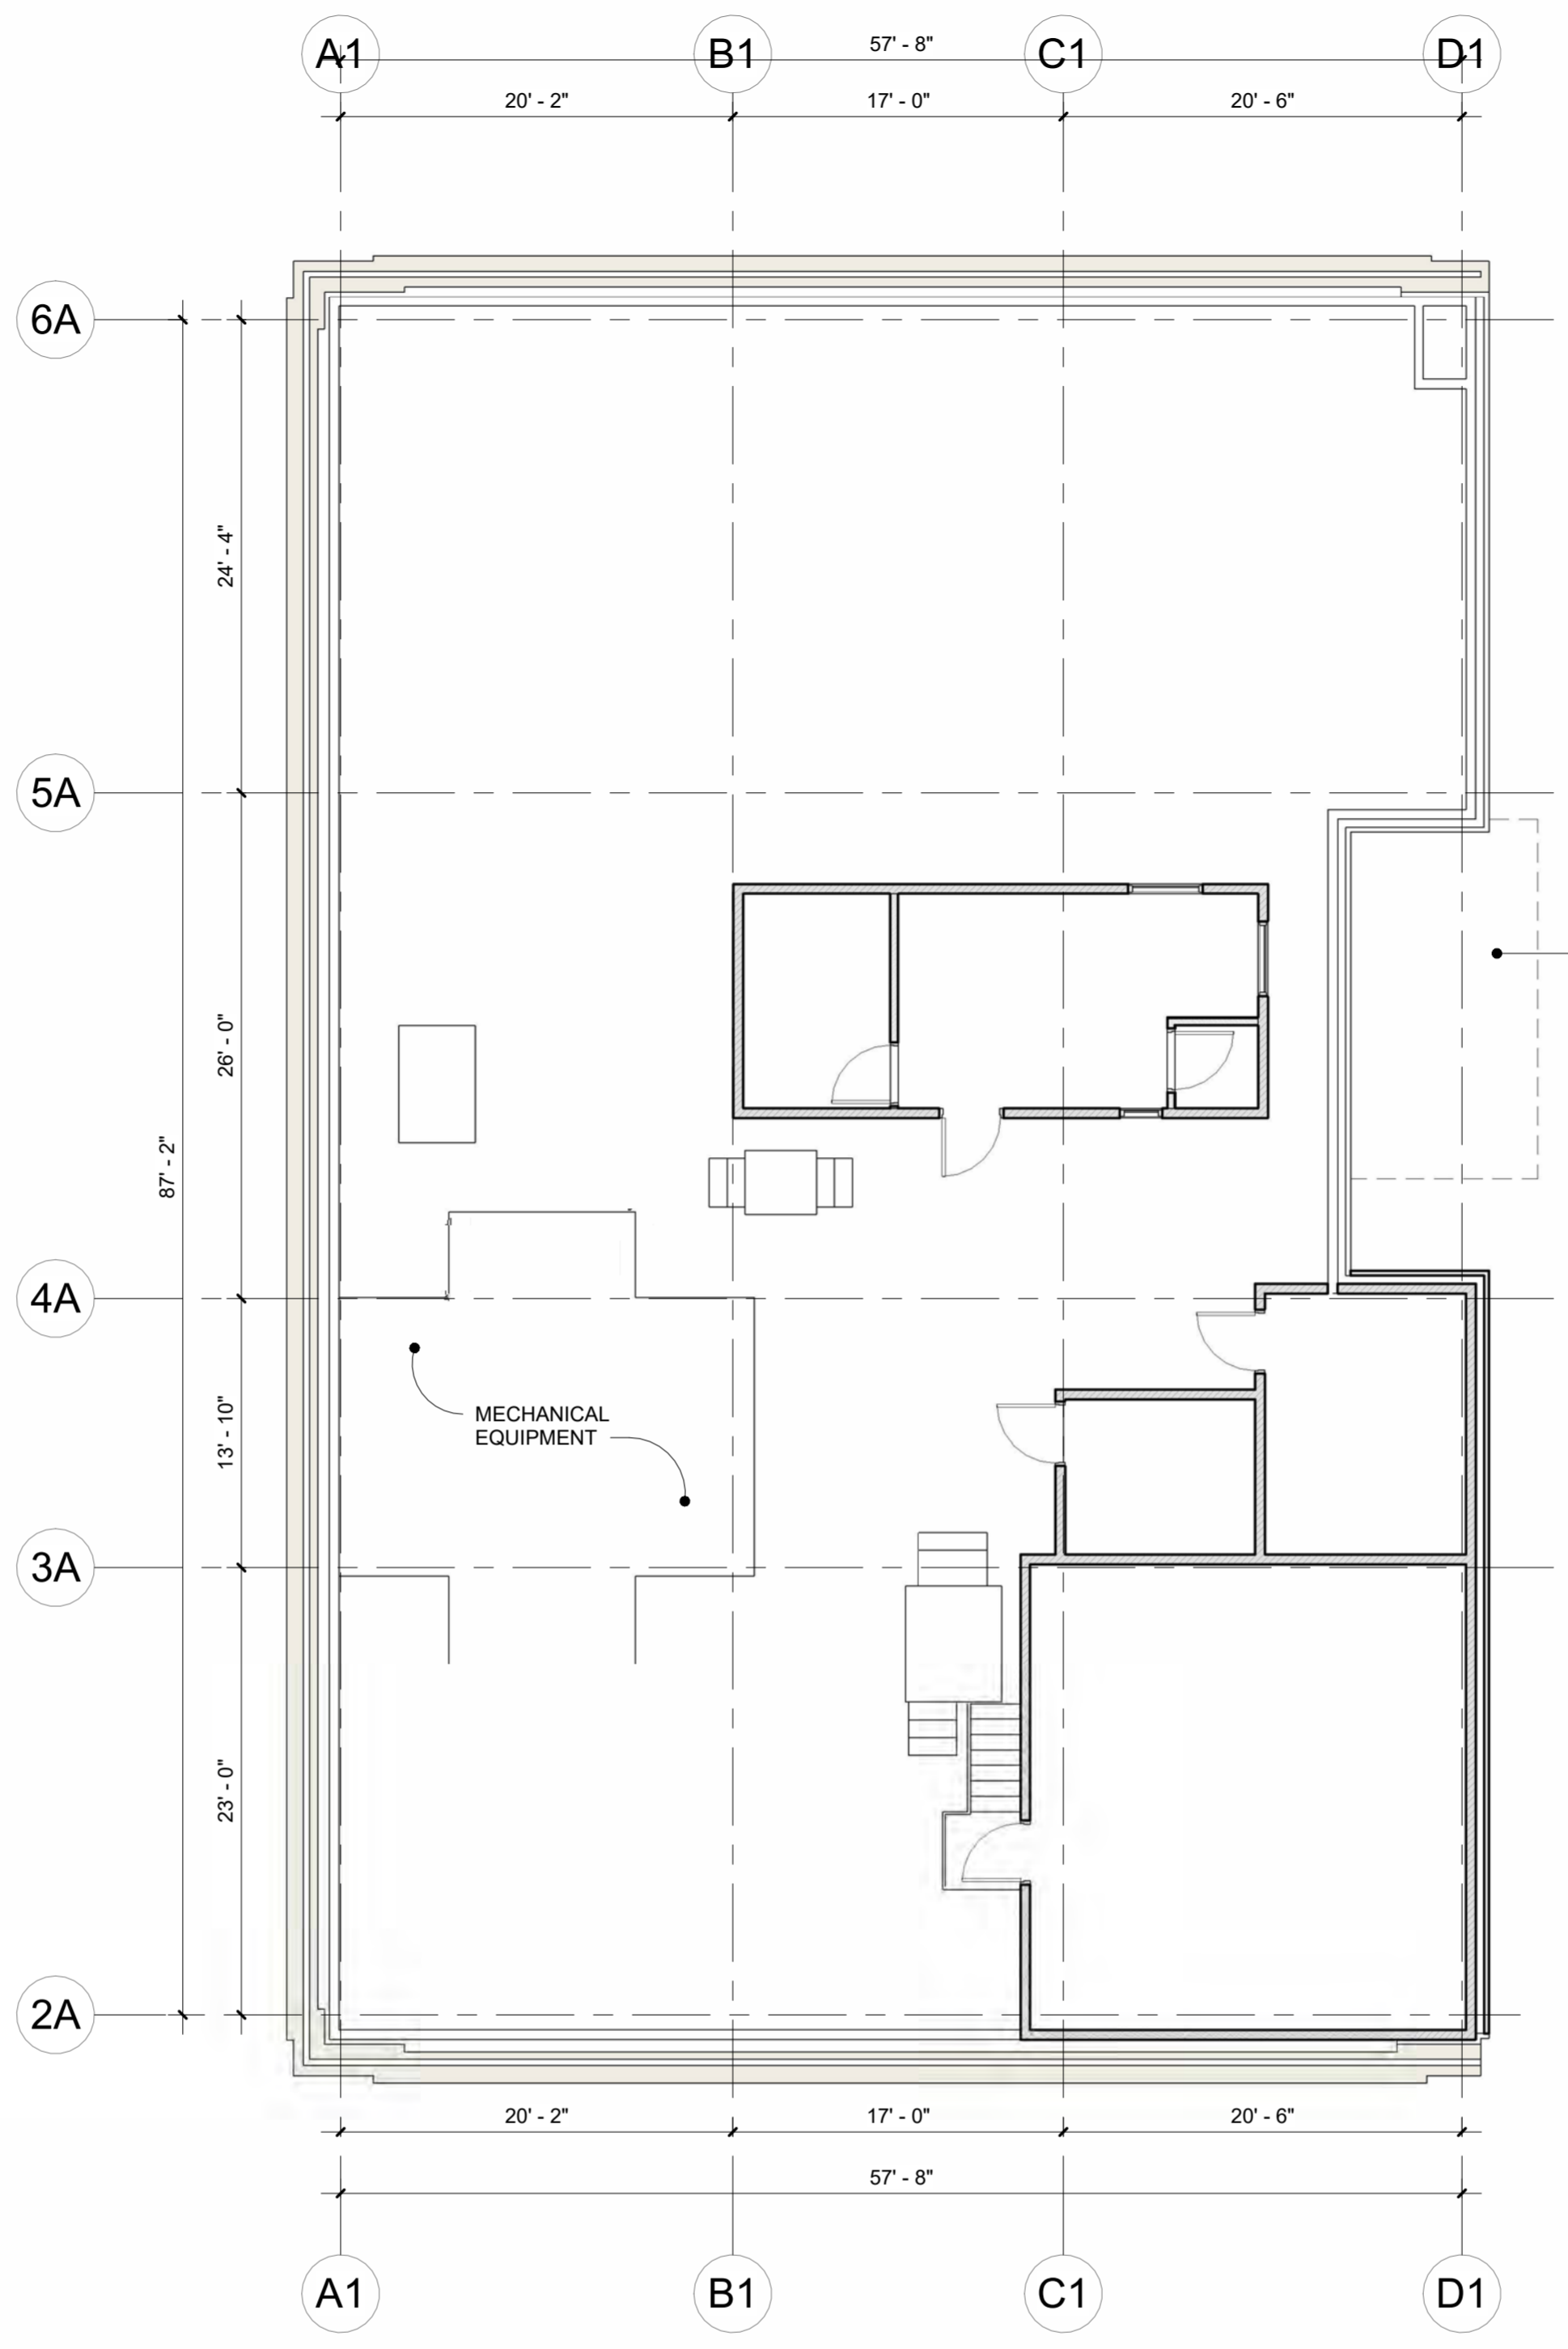 A1
B1
57' - 8"
C1
D1
20' - 2"
17' - 0"
20' - 6"
6A
24' - 4"
5A
26' - 0"
87' - 2"
4A
MECHANICAL
EQUIPMENT
13' - 10"
3A
23' - 0"
2A
20' - 2"
17' - 0"
20' - 6"
57' - 8"
A1
B1
C1
D1